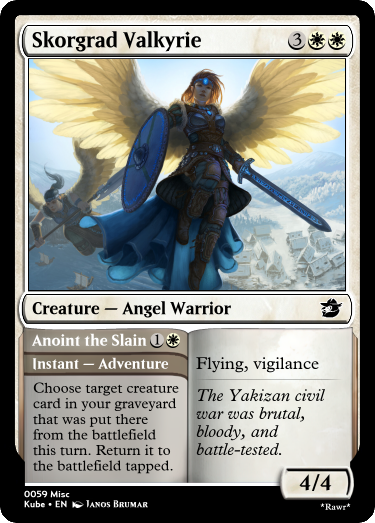 Skorgrad Valkyrie 3
Creature — Angel Warrior
Anoint the Slain 1
Instant — Adventure
Choose target creature
card in your graveyard
that was put there
from the battlefield
this turn. Return it to
the battlefield tapped.
Flying, vigilance
The Yakizan civil
war was brutal,
bloody, and
battle-tested.
4/4
0059 Misc
Kube • EN Janos Brumar
*Rawr*